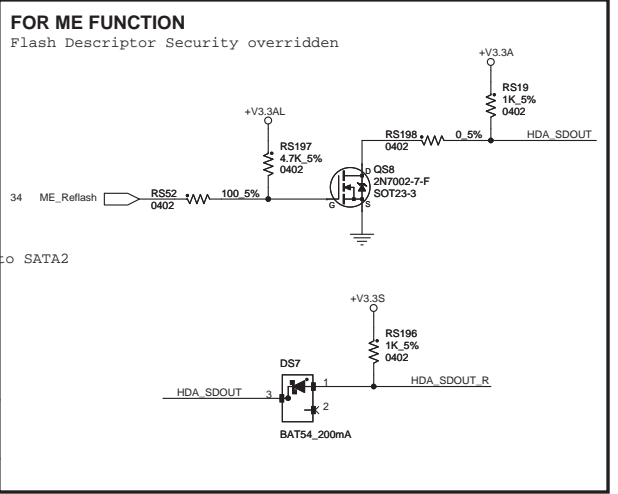 FOR ME FUNCTION
Flash Descriptor Security overridden
+V3.3A
RS19
1K_5%
0402
+V3.3AL
RS197
4.7K_5%
0402
RS198
0402
0_5%
HDA_SDOUT
D
QS8
2N7002-7-F
SOT23-3
G
S
34 ME_Reflash
RS52
0402
100_5%
to SATA2
+V3.3S
RS196
1K_5%
0402
DS7
HDA_SDOUT
3
1
2
HDA_SDOUT_R
BAT54_200mA